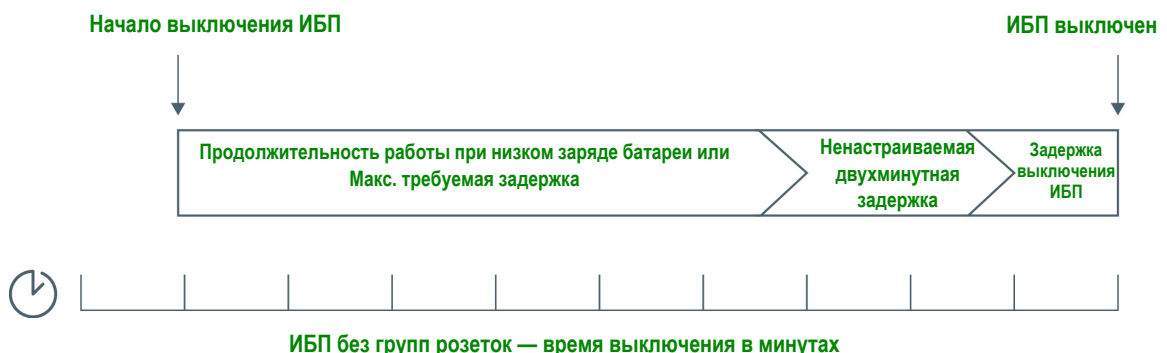 Начало выключения ИБП
ИБП выключен
Продолжительность работы при низком заряде батареи или
Макс. требуемая задержка
Ненастраиваемая
двухминутная
задержка
Задержка
выключения
ИБП
ИБП без групп розеток — время выключения в минутах